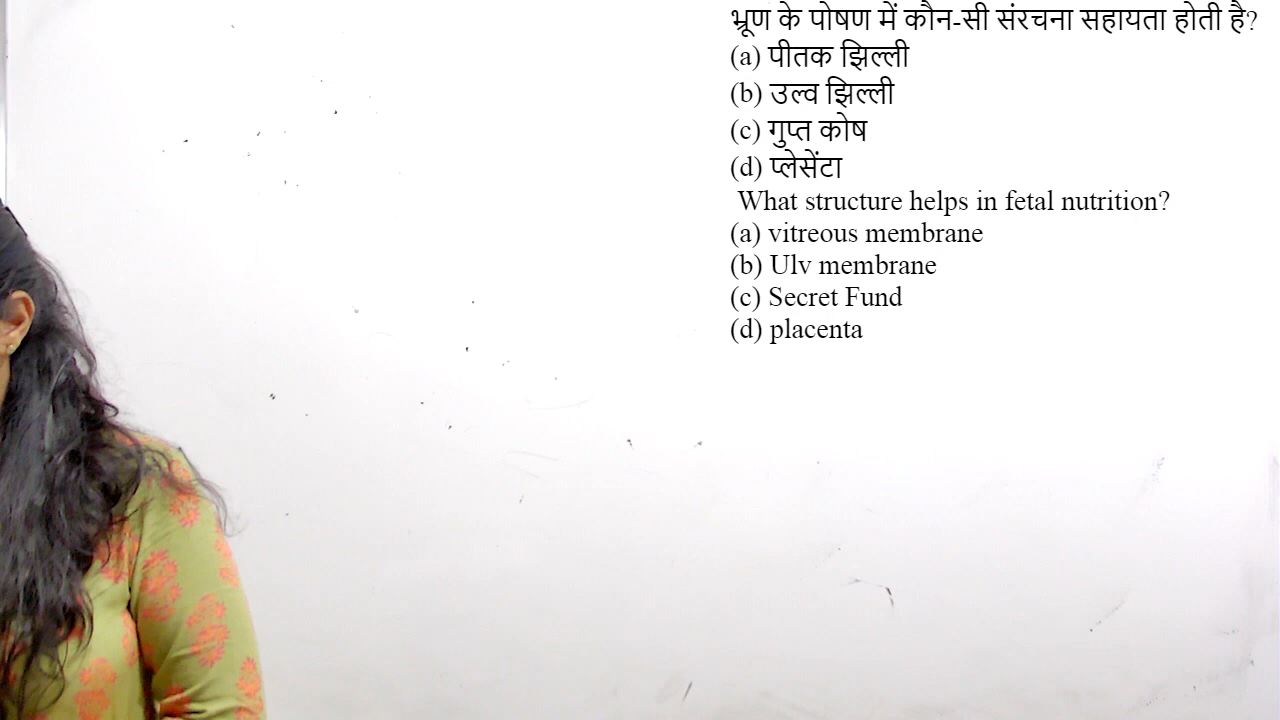 भ्रूण के पोषण में कौन-सी संरचना सहायता होती है?
(a) पीतक झिल्ली
(b) उल्व झिल्ली
(c) गुप्त कोष
(d) प्लेसेंटा
What structure helps in fetal nutrition?
(a) vitreous membrane
(b) Ulv membrane
(c) Secret Fund
(d) placenta